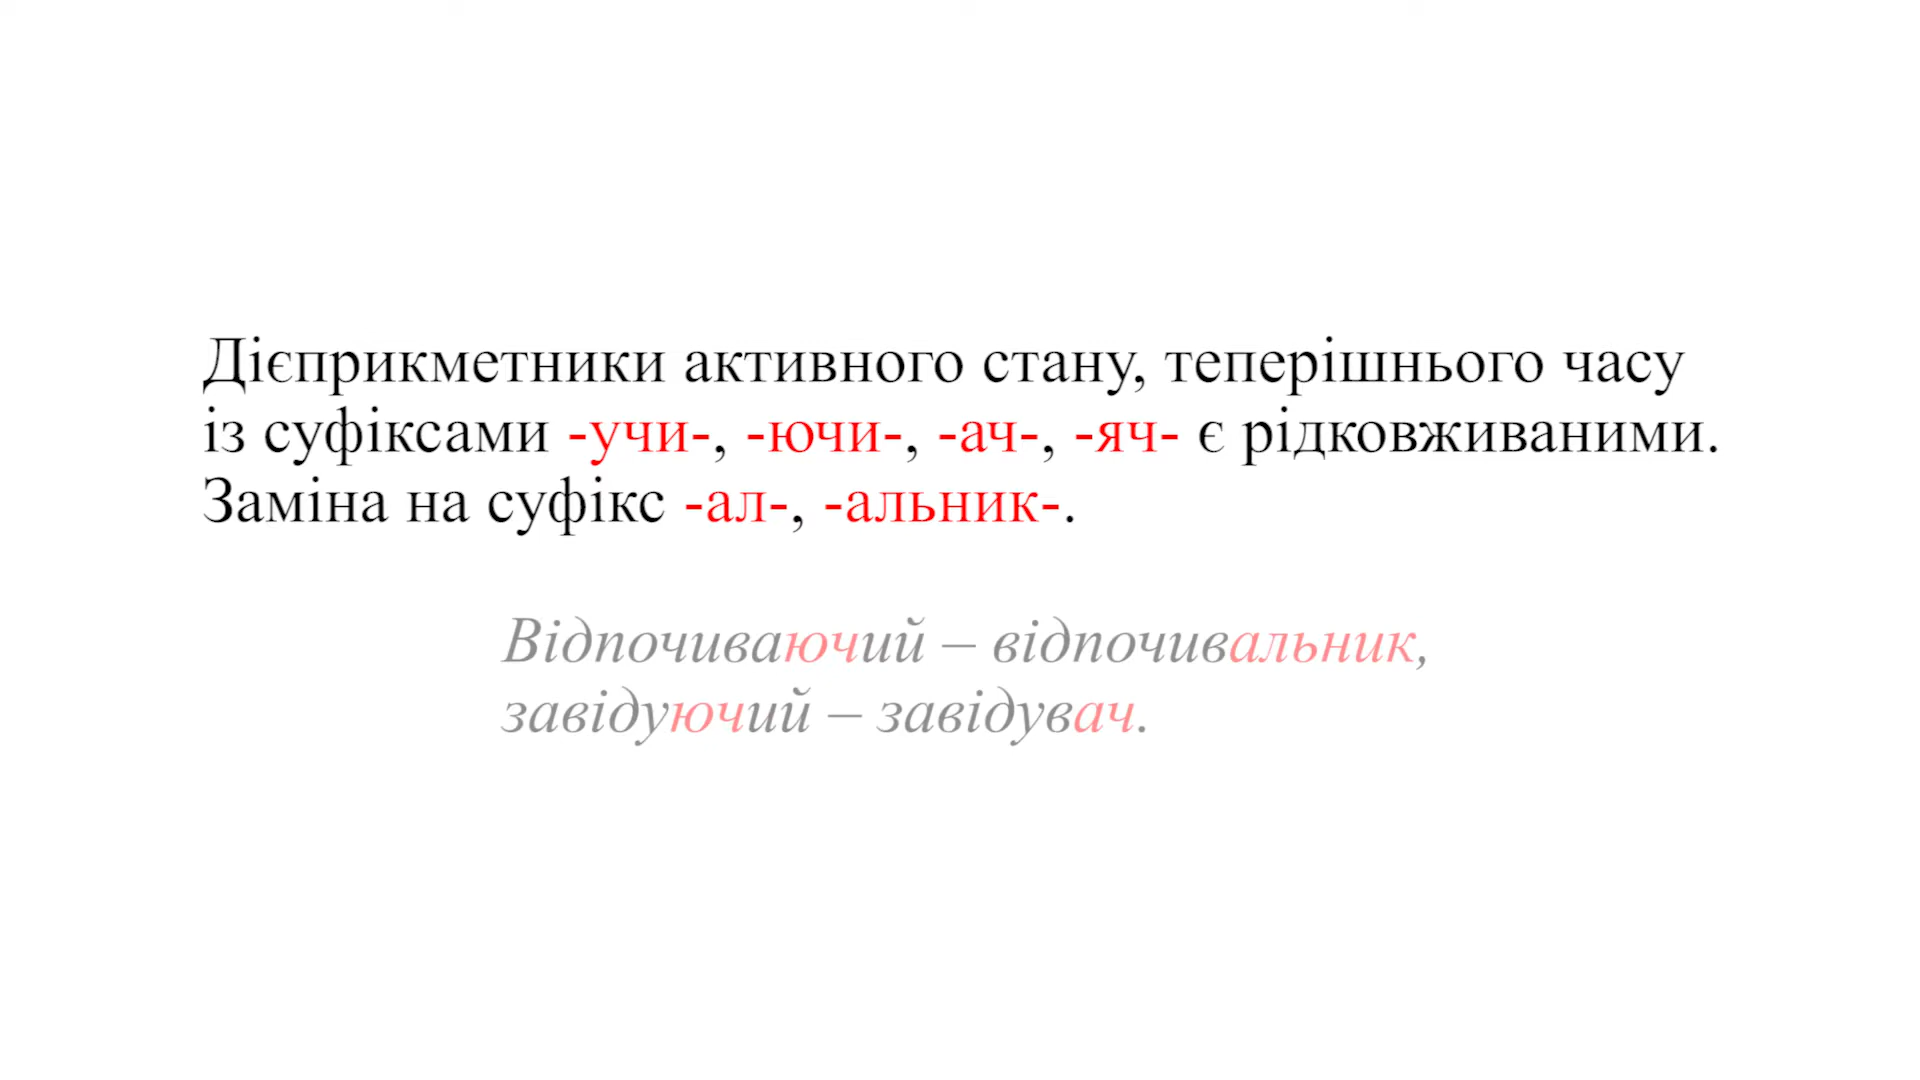 Дієприкметники активного стану, теперішнього часу
із суфіксами -учи-, -ючи-, -ач-, -яч- є рідковживаними.
Заміна на суфікс -ал-, -альник-.
Відпочиваючий – відпочивальник,
завідуючий – завідувач.